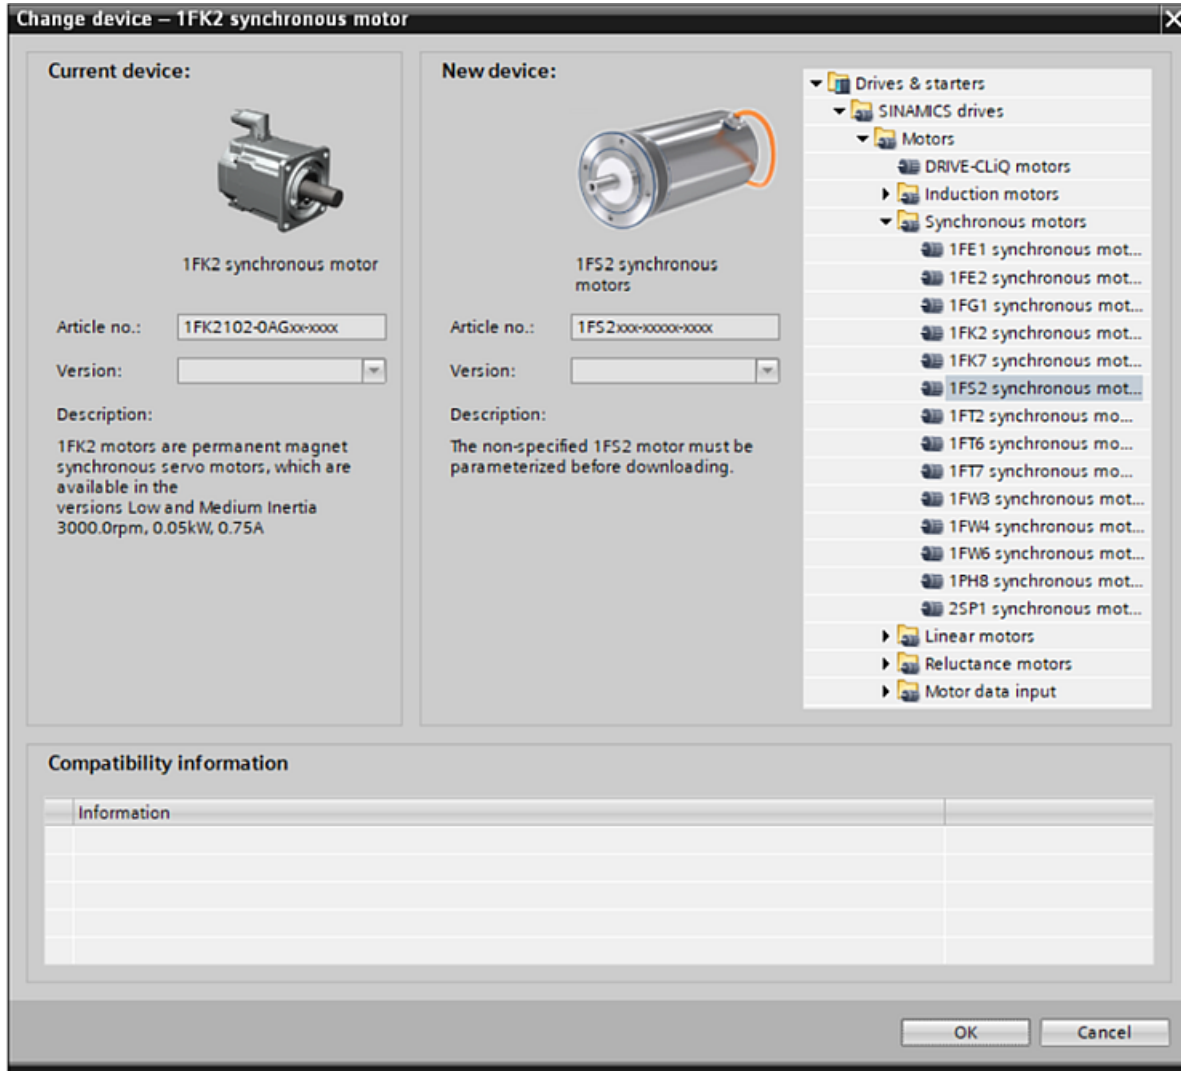 Change device – 1FK2 synchronous motor
Current device:
1FK2 synchronous motor
Article no.:
1FK2102-0AGxx-xxxx
Version:
Description:
1FK2 motors are permanent magnet
synchronous servo motors, which are
available in the
versions Low and Medium Inertia
3000.0rpm, 0.05kW, 0.75A
New device:
1FS2 synchronous
motors
Article no.:
1FS2xxx-xxxxx-xxxx
Version:
Description:
The non-specified 1FS2 motor must be
parameterized before downloading.
Drives & starters
SINAMICS drives
Motors
DRIVE-CLiQ motors
Induction motors
Synchronous motors
1FE1 synchronous mot...
1FE2 synchronous mot...
1FG1 synchronous mot...
1FK2 synchronous mot...
1FK7 synchronous mot...
1FS2 synchronous mot...
1FT2 synchronous mo...
1FT6 synchronous mo...
1FT7 synchronous mo...
1FW3 synchronous mot...
1FW4 synchronous mot...
1FW6 synchronous mot...
1PH8 synchronous mot...
2SP1 synchronous mot...
Linear motors
Reluctance motors
Motor data input
Compatibility information
Information
OK
Cancel